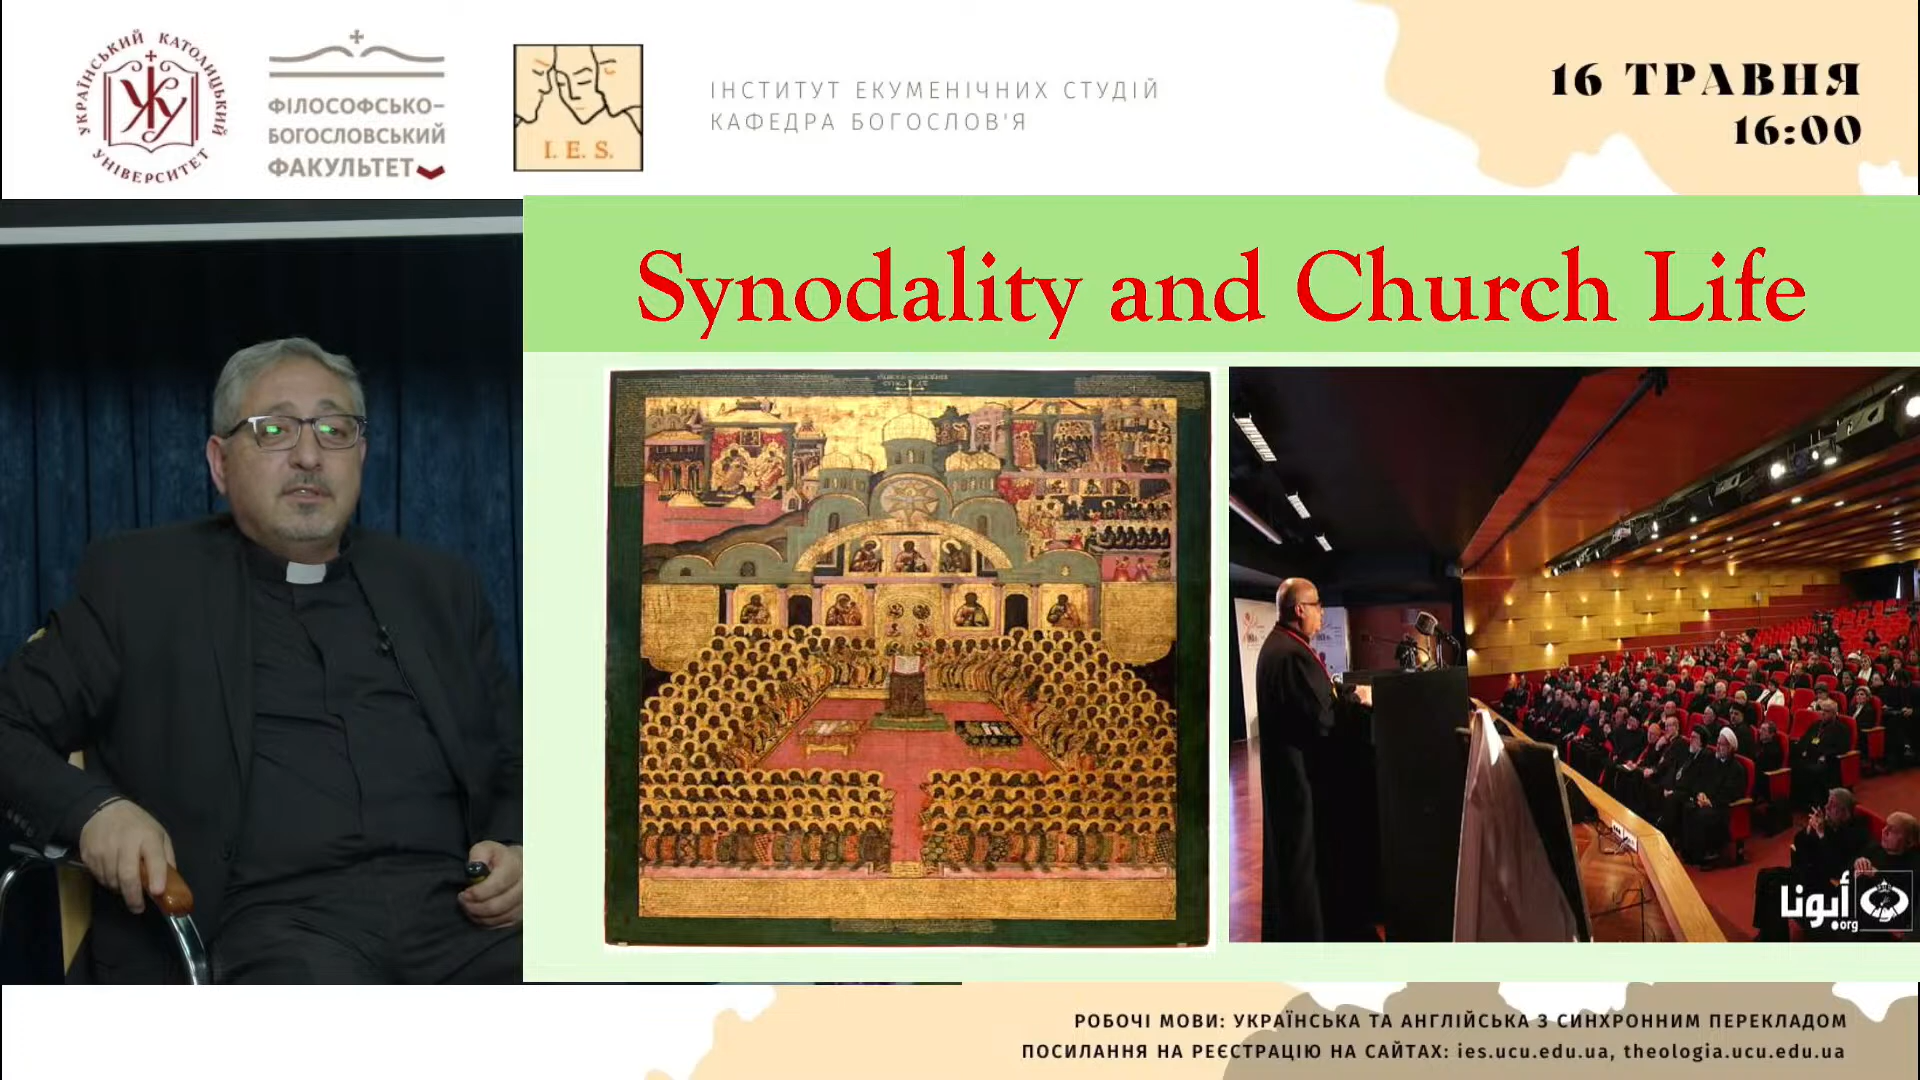 УКРАЇНСЬКИЙ КАТОЛИЦЬКИЙ
УНІВЕРСИТЕТ
ФІЛОСОФСЬКО-
БОГОСЛОВСЬКИЙ
ФАКУЛЬТЕТ
I. E. S.
ІНСТИТУТ ЕКУМЕНІЧНИХ СТУДІЙ
КАФЕДРА БОГОСЛОВ'Я
16 ТРАВНЯ
16:00
Synodality and Church Life
أبونا
.org
РОБОЧІ МОВИ: УКРАЇНСЬКА ТА АНГЛІЙСЬКА З СИНХРОННИМ ПЕРЕКЛАДОМ
ПОСИЛАННЯ НА РЕЄСТРАЦІЮ НА САЙТАХ: ies.ucu.edu.ua, theologia.ucu.edu.ua